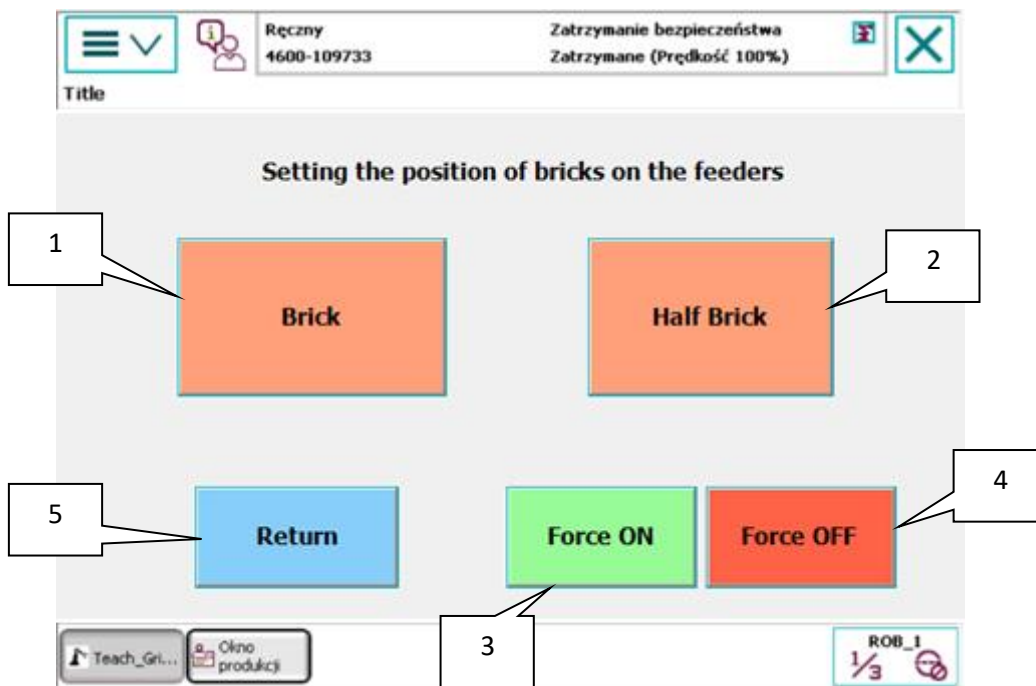 Ręczny
4600-109733
Zatrzymanie bezpieczeństwa
Zatrzymane (Prędkość 100%)
Title
Setting the position of bricks on the feeders
1
Brick
2
Half Brick
5
Return
Force ON
Force OFF
4
3
Teach_Gri...
Okno
produkcji
ROB_1
1/3